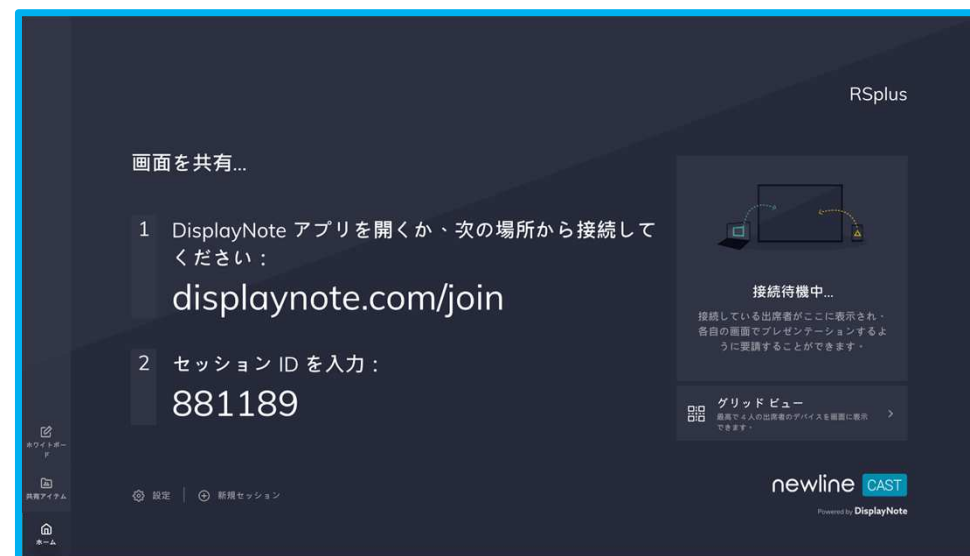 RSplus
画面を共有...
1 DisplayNote アプリを開くか、次の場所から接続して
ください：
displaynote.com/join
2 セッション ID を入力：
881189
接続待機中...
接続している出席者がここに表示され、
各自の画面でプレゼンテーションするよ
うに要請することができます。
グリッド ビュー
最高で 4 人の出席者のデバイスを画面に表示
できます。
ホワイトボー
ド
共有アイテム
ホーム
設定
新規セッション
newline CAST
Powered by DisplayNote